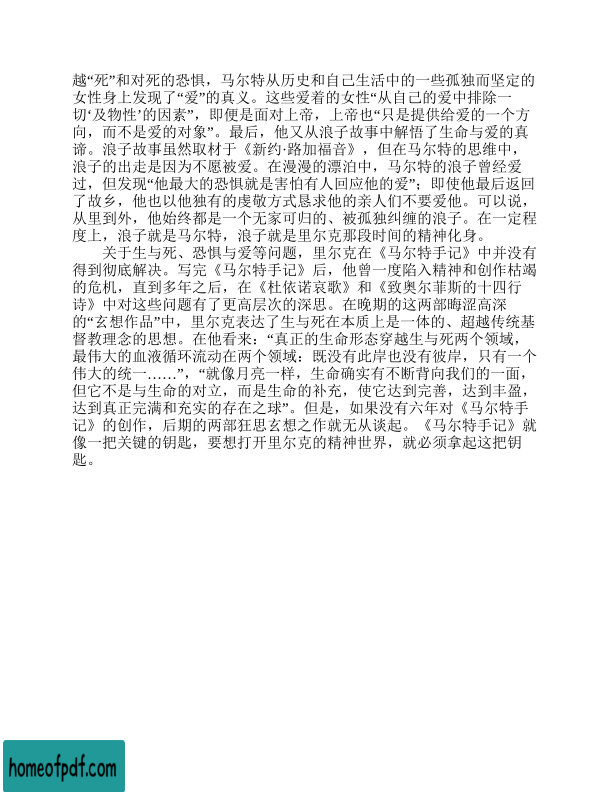 越“死”和对死的恐惧，马尔特从历史和自己生活中的一些孤独而坚定的
女性身上发现了“爱”的真义。这些爱着的女性“从自己的爱中排除一
切‘及物性’的因素”，即便是面对上帝，上帝也“只是提供给爱的一个方
向，而不是爱的对象”。最后，他又从浪子故事中解悟了生命与爱的真
谛。浪子故事虽然取材于《新约·路加福音》，但在马尔特的思维中，
浪子的出走是因为不愿被爱。在漫漫的漂泊中，马尔特的浪子曾经爱
过，但发现“他最大的恐惧就是害怕有人回应他的爱”；即使他最后返回
了故乡，他也以他独有的虔敬方式恳求他的亲人们不要爱他。可以说，
从里到外，他始终都是一个无家可归的、被孤独纠缠的浪子。在一定程
度上，浪子就是马尔特，浪子就是里尔克那段时间的精神化身。
关于生与死、恐惧与爱等问题，里尔克在《马尔特手记》中并没有
得到彻底解决。写完《马尔特手记》后，他曾一度陷入精神和创作枯竭
的危机，直到多年之后，在《杜依诺哀歌》和《致奥尔菲斯的十四行
诗》中对这些问题有了更高层次的深思。在晚期的这两部晦涩高深
的“玄想作品”中，里尔克表达了生与死在本质上是一体的、超越传统基
督教理念的思想。在他看来：“真正的生命形态穿越生与死两个领域，
最伟大的血液循环流动在两个领域：既没有此岸也没有彼岸，只有一个
伟大的统一……”，“就像月亮一样，生命确实有不断背向我们的一面，
但它不是与生命的对立，而是生命的补充，使它达到完善，达到丰盈，
达到真正完满和充实的存在之球”。但是，如果没有六年对《马尔特手
记》的创作，后期的两部狂思玄想之作就无从谈起。《马尔特手记》就
像一把关键的钥匙，要想打开里尔克的精神世界，就必须拿起这把钥
匙。
homeofpdf.com